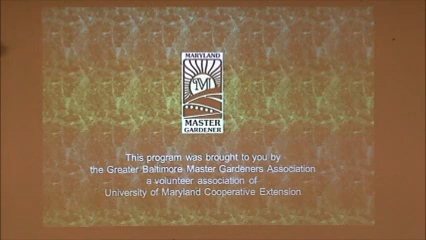 MARYLAND
M
MASTER
GARDENER
This program was brought to you by
the Greater Baltimore Master Gardeners Association
a volunteer association of
University of Maryland Cooperative Extension